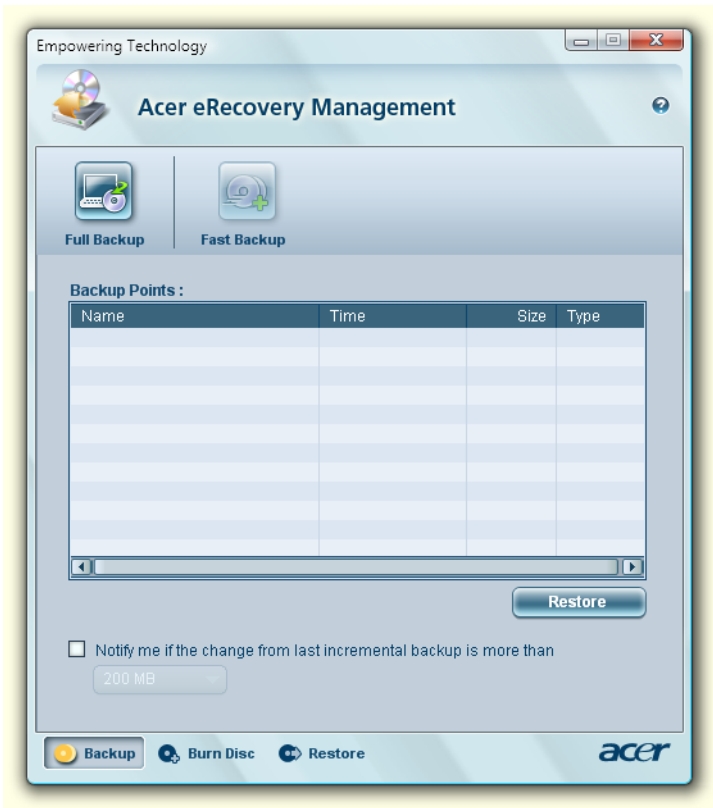 Empowering Technology
Acer eRecovery Management
Full Backup
Fast Backup
Backup Points :
Name Time Size Type
Restore
Notify me if the change from last incremental backup is more than
200 MB
Backup Burn Disc Restore
acer